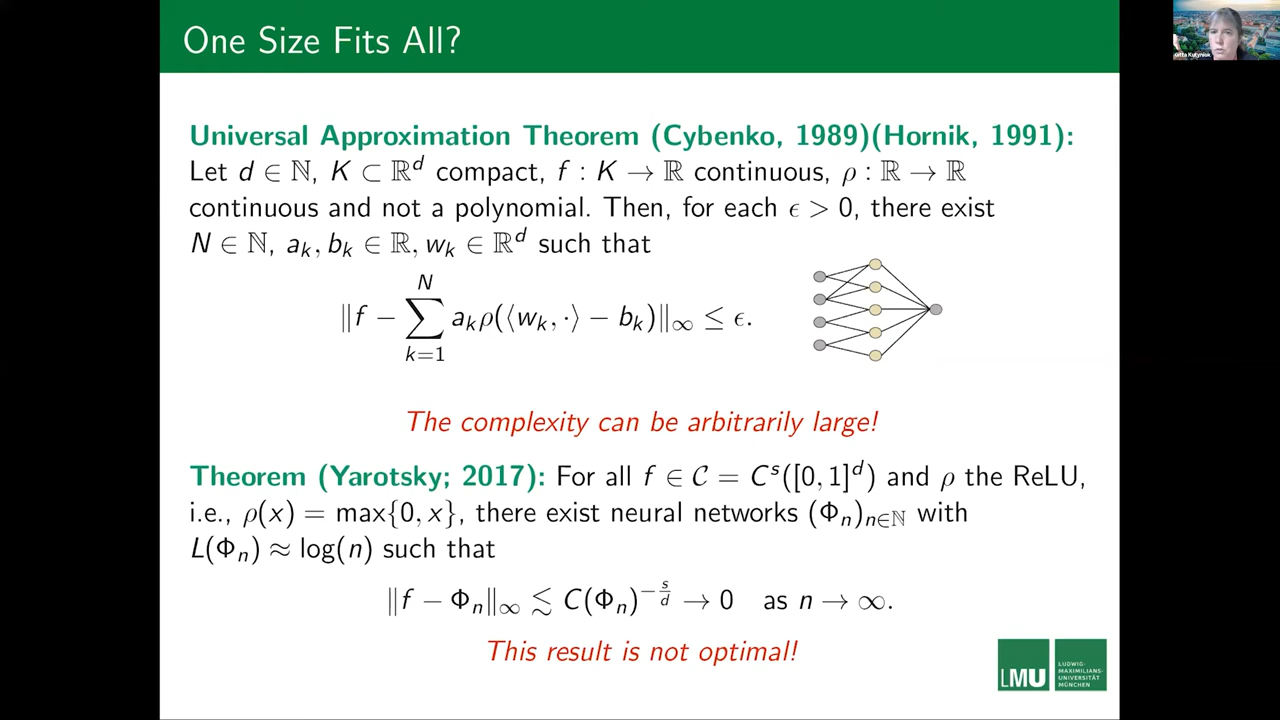 One Size Fits All?
Gitta Kutyniok
Universal Approximation Theorem (Cybenko, 1989)(Hornik, 1991):
Let d ∈ ℕ, K ⊂ ℝ^d compact, f : K → ℝ continuous, ρ : ℝ → ℝ
continuous and not a polynomial. Then, for each ϵ > 0, there exist
N ∈ ℕ, a_k, b_k ∈ ℝ, w_k ∈ ℝ^d such that
‖f − ∑_{k=1}^{N} a_k ρ(⟨w_k, ·⟩ − b_k)‖_∞ ≤ ϵ.
The complexity can be arbitrarily large!
Theorem (Yarotsky; 2017): For all f ∈ 𝒞 = C^s([0, 1]^d) and ρ the ReLU,
i.e., ρ(x) = max{0, x}, there exist neural networks (Φ_n)_{n∈ℕ} with
L(Φ_n) ≈ log(n) such that
‖f − Φ_n‖_∞ ≲ C(Φ_n)^{−s/d} → 0 as n → ∞.
This result is not optimal!
LMU
LUDWIG-
MAXIMILIANS-
UNIVERSITÄT
MÜNCHEN